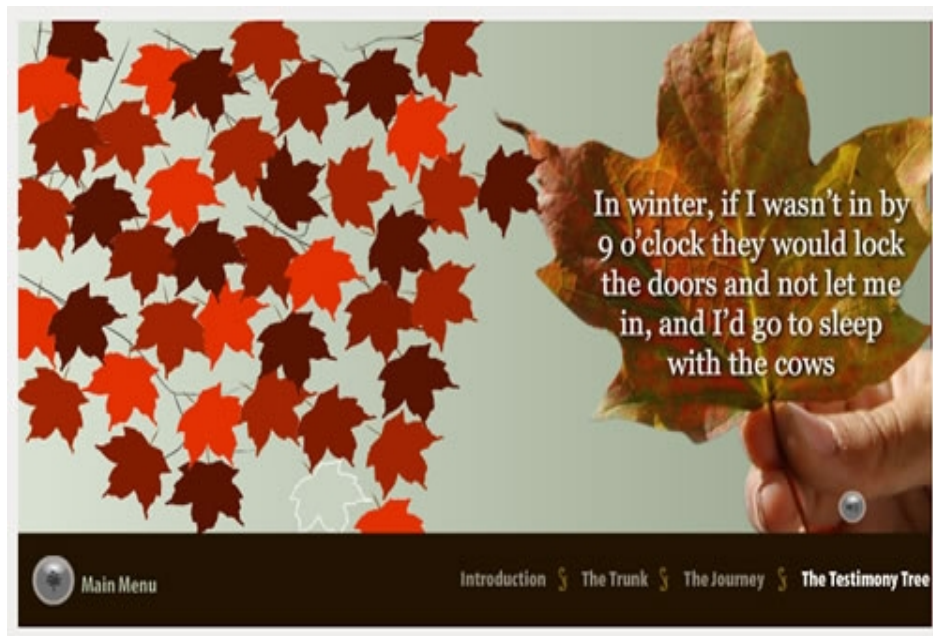 In winter, if I wasn't in by
9 o'clock they would lock
the doors and not let me
in, and I'd go to sleep
with the cows
Main Menu
Introduction
The Trunk
The Journey
The Testimony Tree